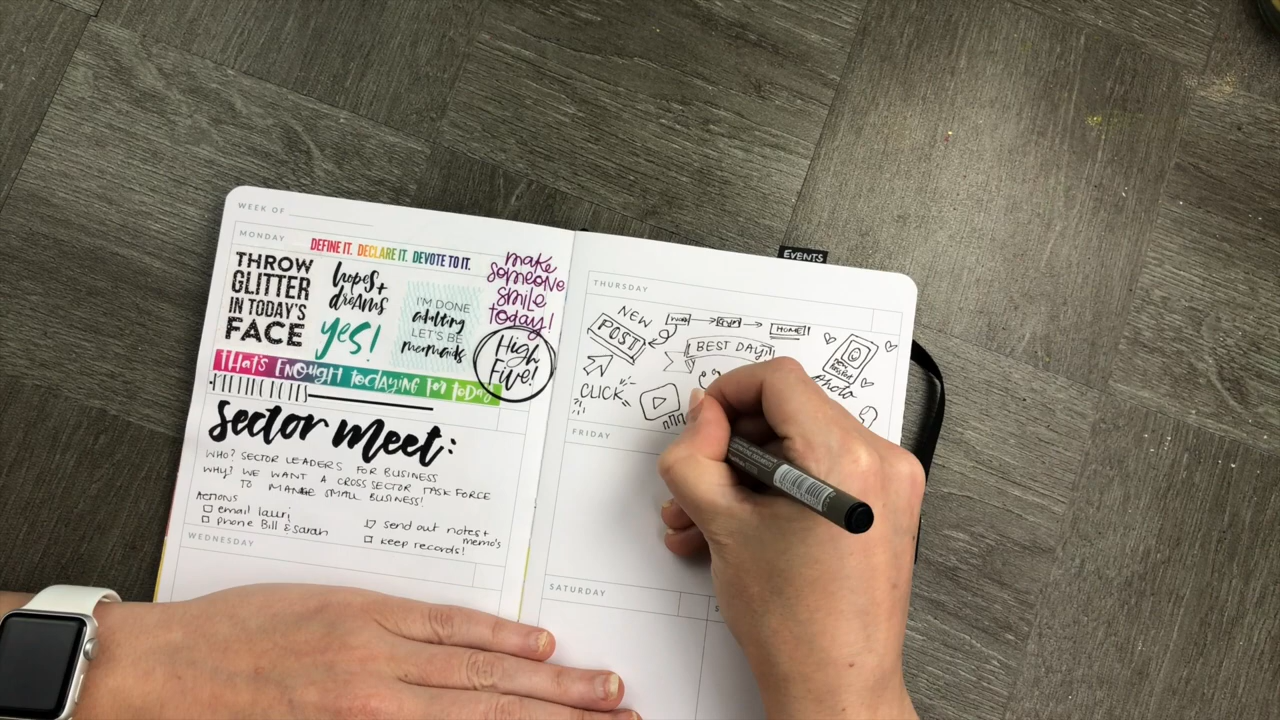 WEEK OF
MONDAY
DEFINE IT. DECLARE IT. DEVOTE TO IT.
THROW
GLITTER
IN TODAY'S
FACE
hopes +
dreams
yes!
I'M DONE
adulting
LET'S BE
mermaids
make
someone
smile
today!
High
Five!
THAT'S ENOUGH TODAYING FOR TODAY
Sector Meet:
WHO? SECTOR LEADERS FOR BUSINESS
WHY? WE WANT A CROSS SECTOR TASK FORCE
TO SMALL BUSINESS!
ACTIONS
email lauri
phone Bill & Sarah
send out notes +
memo's
keep records!
WEDNESDAY
EVENTS
THURSDAY
NEW
POST
WORK
GYM
HOME!
BEST DAY!
CLICK
Photo
FRIDAY
SATURDAY
S